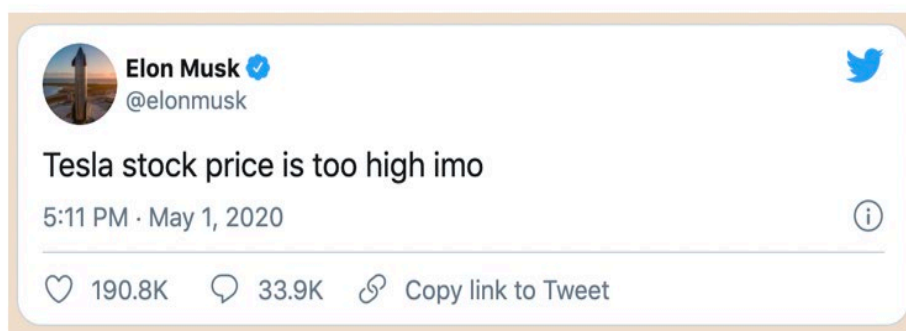 Elon Musk
@elonmusk
Tesla stock price is too high imo
5:11 PM · May 1, 2020
190.8K 33.9K Copy link to Tweet